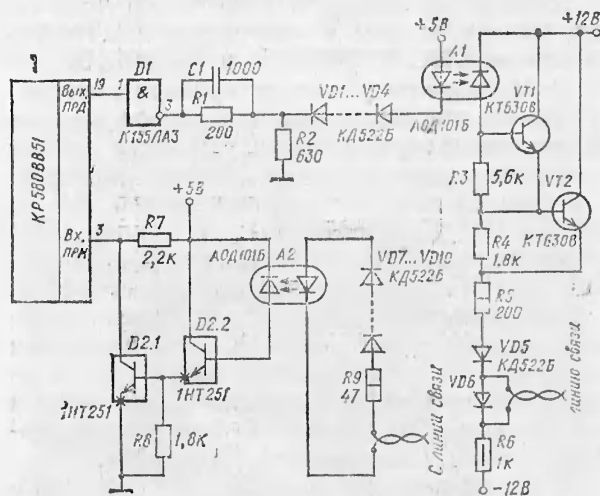 +12В
+5В
A1
1
Вых. ПРД
19
1
D1
&
3
К155ЛА3
C1
1000
R1
200
R2
630
VD1...VD4
КД522Б
АОД101Б
VT1
КТ630В
R3
5,6к
VT2
КТ630В
R4
1.8к
R5
200
VD5
КД522Б
VD6
R6
1к
-12В
В линию связи
КР580ВВ51
Вх. ПРМ
3
R7
2,2к
+5В
АОД101Б
A2
VD7...VD10
КД522Б
D2.1
1НТ251
D2.2
1НТ251
R8
1,8к
R9
47
С линии связи